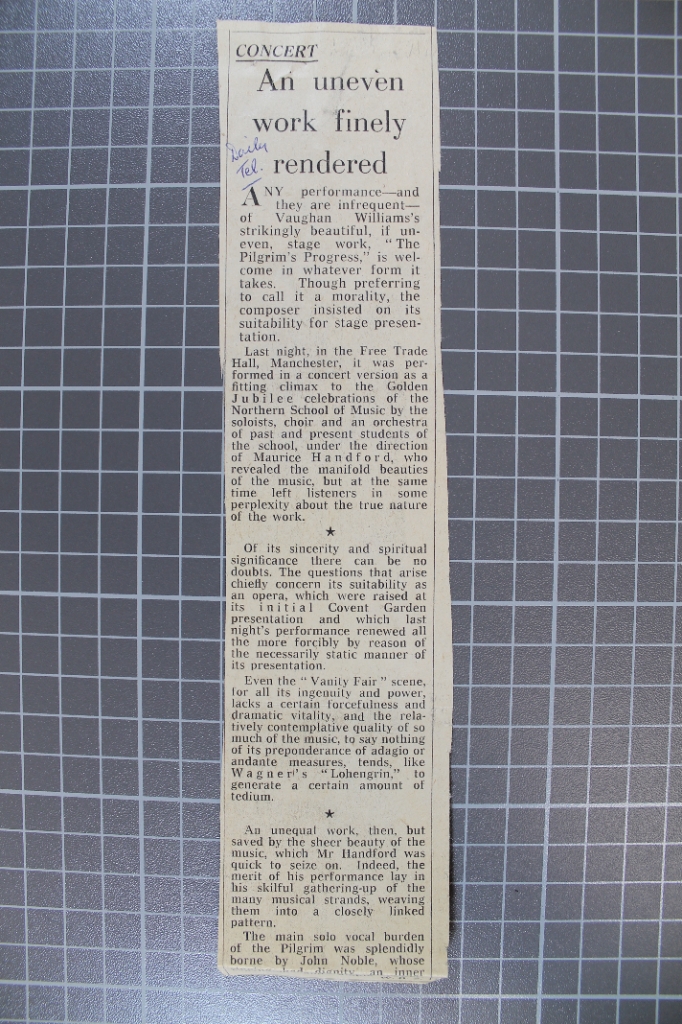 CONCERT
An uneven
work finely
rendered
Daily
Tel.
ANY performance—and
they are infrequent—
of Vaughan Williams's
strikingly beautiful, if un-
even, stage work, "The
Pilgrim's Progress," is wel-
come in whatever form it
takes. Though preferring
to call it a morality, the
composer insisted on its
suitability for stage presen-
tation.
Last night, in the Free Trade
Hall, Manchester, it was per-
formed in a concert version as a
fitting climax to the Golden
Jubilee celebrations of the
Northern School of Music by the
soloists, choir and an orchestra
of past and present students of
the school, under the direction
of Maurice Handford, who
revealed the manifold beauties
of the music, but at the same
time left listeners in some
perplexity about the true nature
of the work.
★
Of its sincerity and spiritual
significance there can be no
doubts. The questions that arise
chiefly concern its suitability as
an opera, which were raised at
its initial Covent Garden
presentation and which last
night's performance renewed all
the more forcibly by reason of
the necessarily static manner of
its presentation.
Even the "Vanity Fair" scene,
for all its ingenuity and power,
lacks a certain forcefulness and
dramatic vitality, and the rela-
tively contemplative quality of so
much of the music, to say nothing
of its preponderance of adagio or
andante measures, tends, like
Wagner's "Lohengrin," to
generate a certain amount of
tedium.
★
An unequal work, then, but
saved by the sheer beauty of the
music, which Mr Handford was
quick to seize on. Indeed, the
merit of his performance lay in
his skilful gathering-up of the
many musical strands, weaving
them into a closely linked
pattern.
The main solo vocal burden
of the Pilgrim was splendidly
borne by John Noble, whose
had dignity, an inner